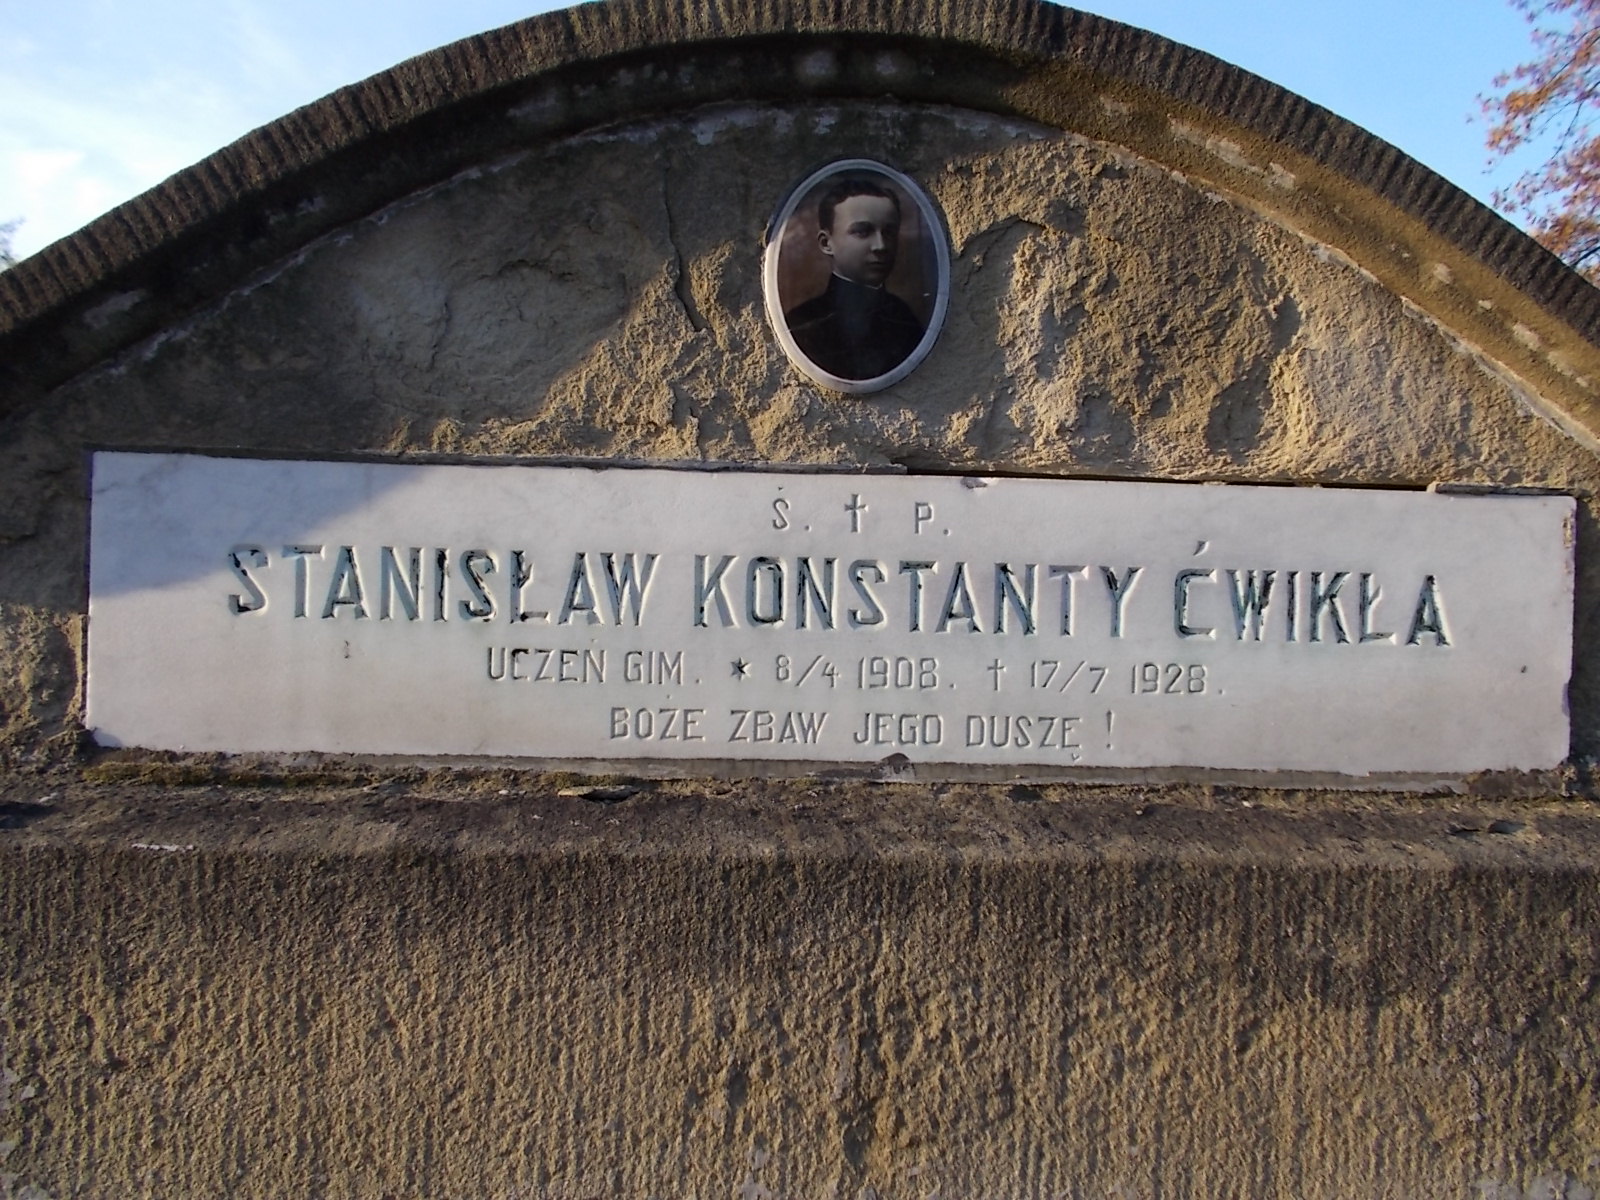 Ś. † P.
STANISŁAW KONSTANTY ĆWIKŁA
UCZEŃ GIM. * 8/4 1908. † 17/7 1928.
BOŻE ZBAW JEGO DUSZĘ!